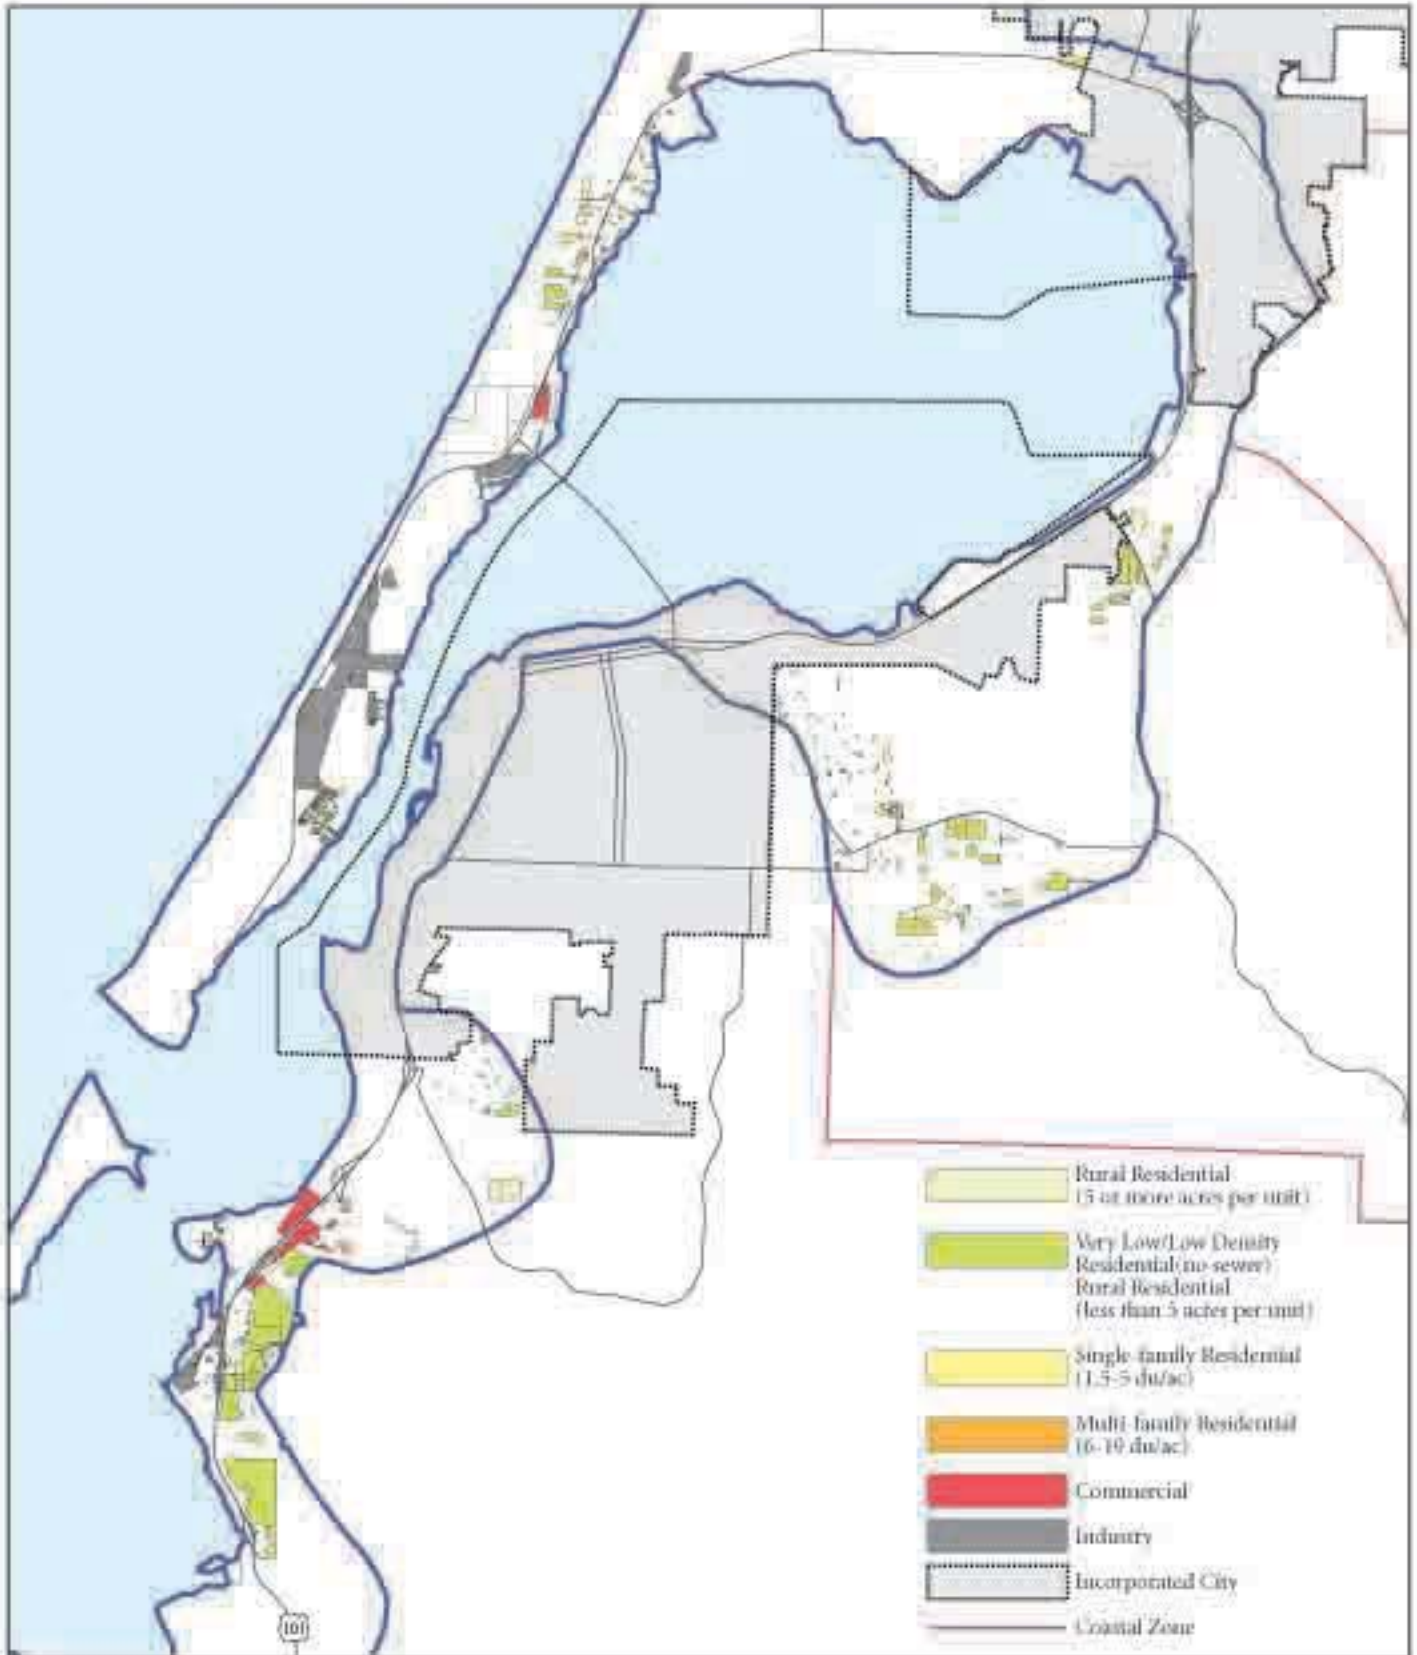 Rural Residential
(5 or more acres per unit)
Very Low/Low Density
Residential(no sewer)
Rural Residential
(less than 5 acres per unit)
Single-family Residential
(1.5-5 du/ac)
Multi-family Residential
(6-19 du/ac)
Commercial
Industry
Incorporated City
Coastal Zone
101